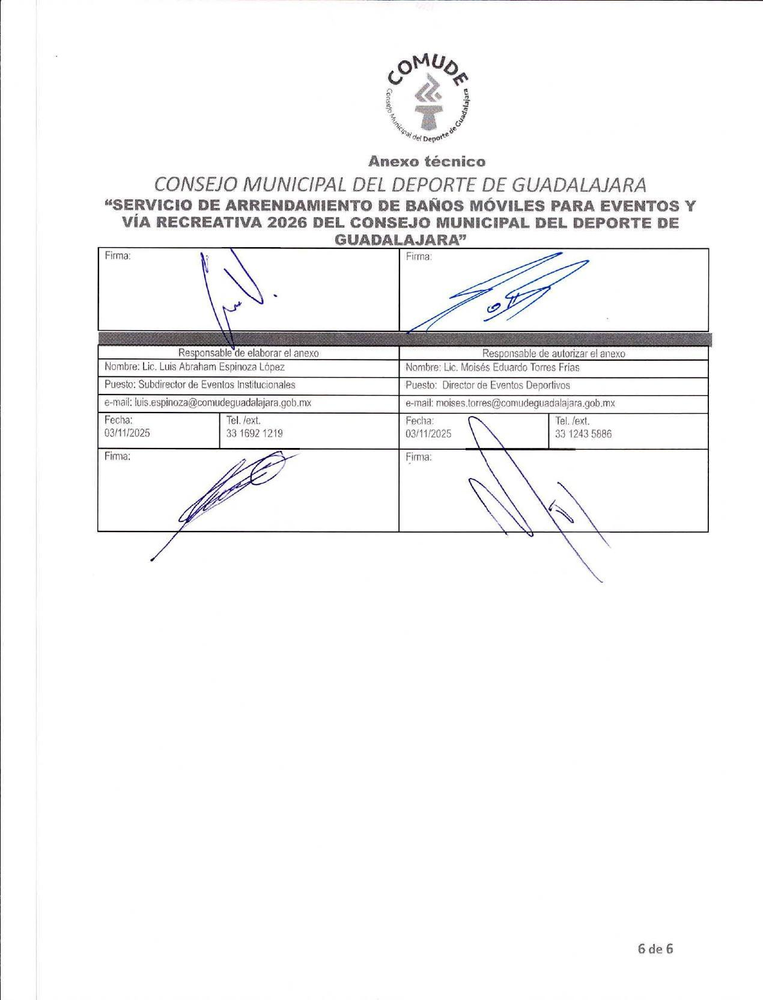 COMUDE
Consejo Municipal del Deporte de Guadalajara
Anexo técnico
CONSEJO MUNICIPAL DEL DEPORTE DE GUADALAJARA
“SERVICIO DE ARRENDAMIENTO DE BAÑOS MÓVILES PARA EVENTOS Y
VÍA RECREATIVA 2026 DEL CONSEJO MUNICIPAL DEL DEPORTE DE
GUADALAJARA”
Firma: Firma:
Responsable de elaborar el anexo Responsable de autorizar el anexo
Nombre: Lic. Luis Abraham Espinoza López Nombre: Lic. Moisés Eduardo Torres Frías
Puesto: Subdirector de Eventos Institucionales Puesto: Director de Eventos Deportivos
e-mail: luis.espinoza@comudeguadalajara.gob.mx e-mail: moises.torres@comudeguadalajara.gob.mx
Fecha: Tel. /ext. Fecha: Tel. /ext.
03/11/2025 33 1692 1219 03/11/2025 33 1243 5886
Firma: Firma:
6 de 6